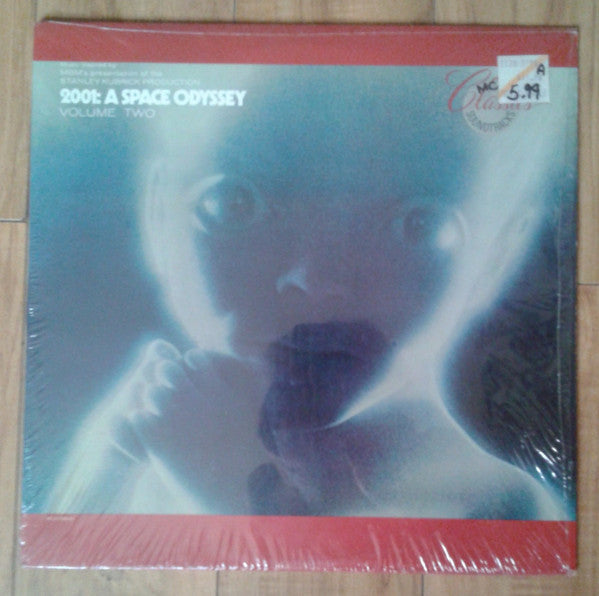 Music Inspired by
MGM's presentation of the
STANLEY KUBRICK PRODUCTION
2001: A SPACE ODYSSEY
VOLUME TWO
MC
A
5.99
Classics
SOUNDTRACKS